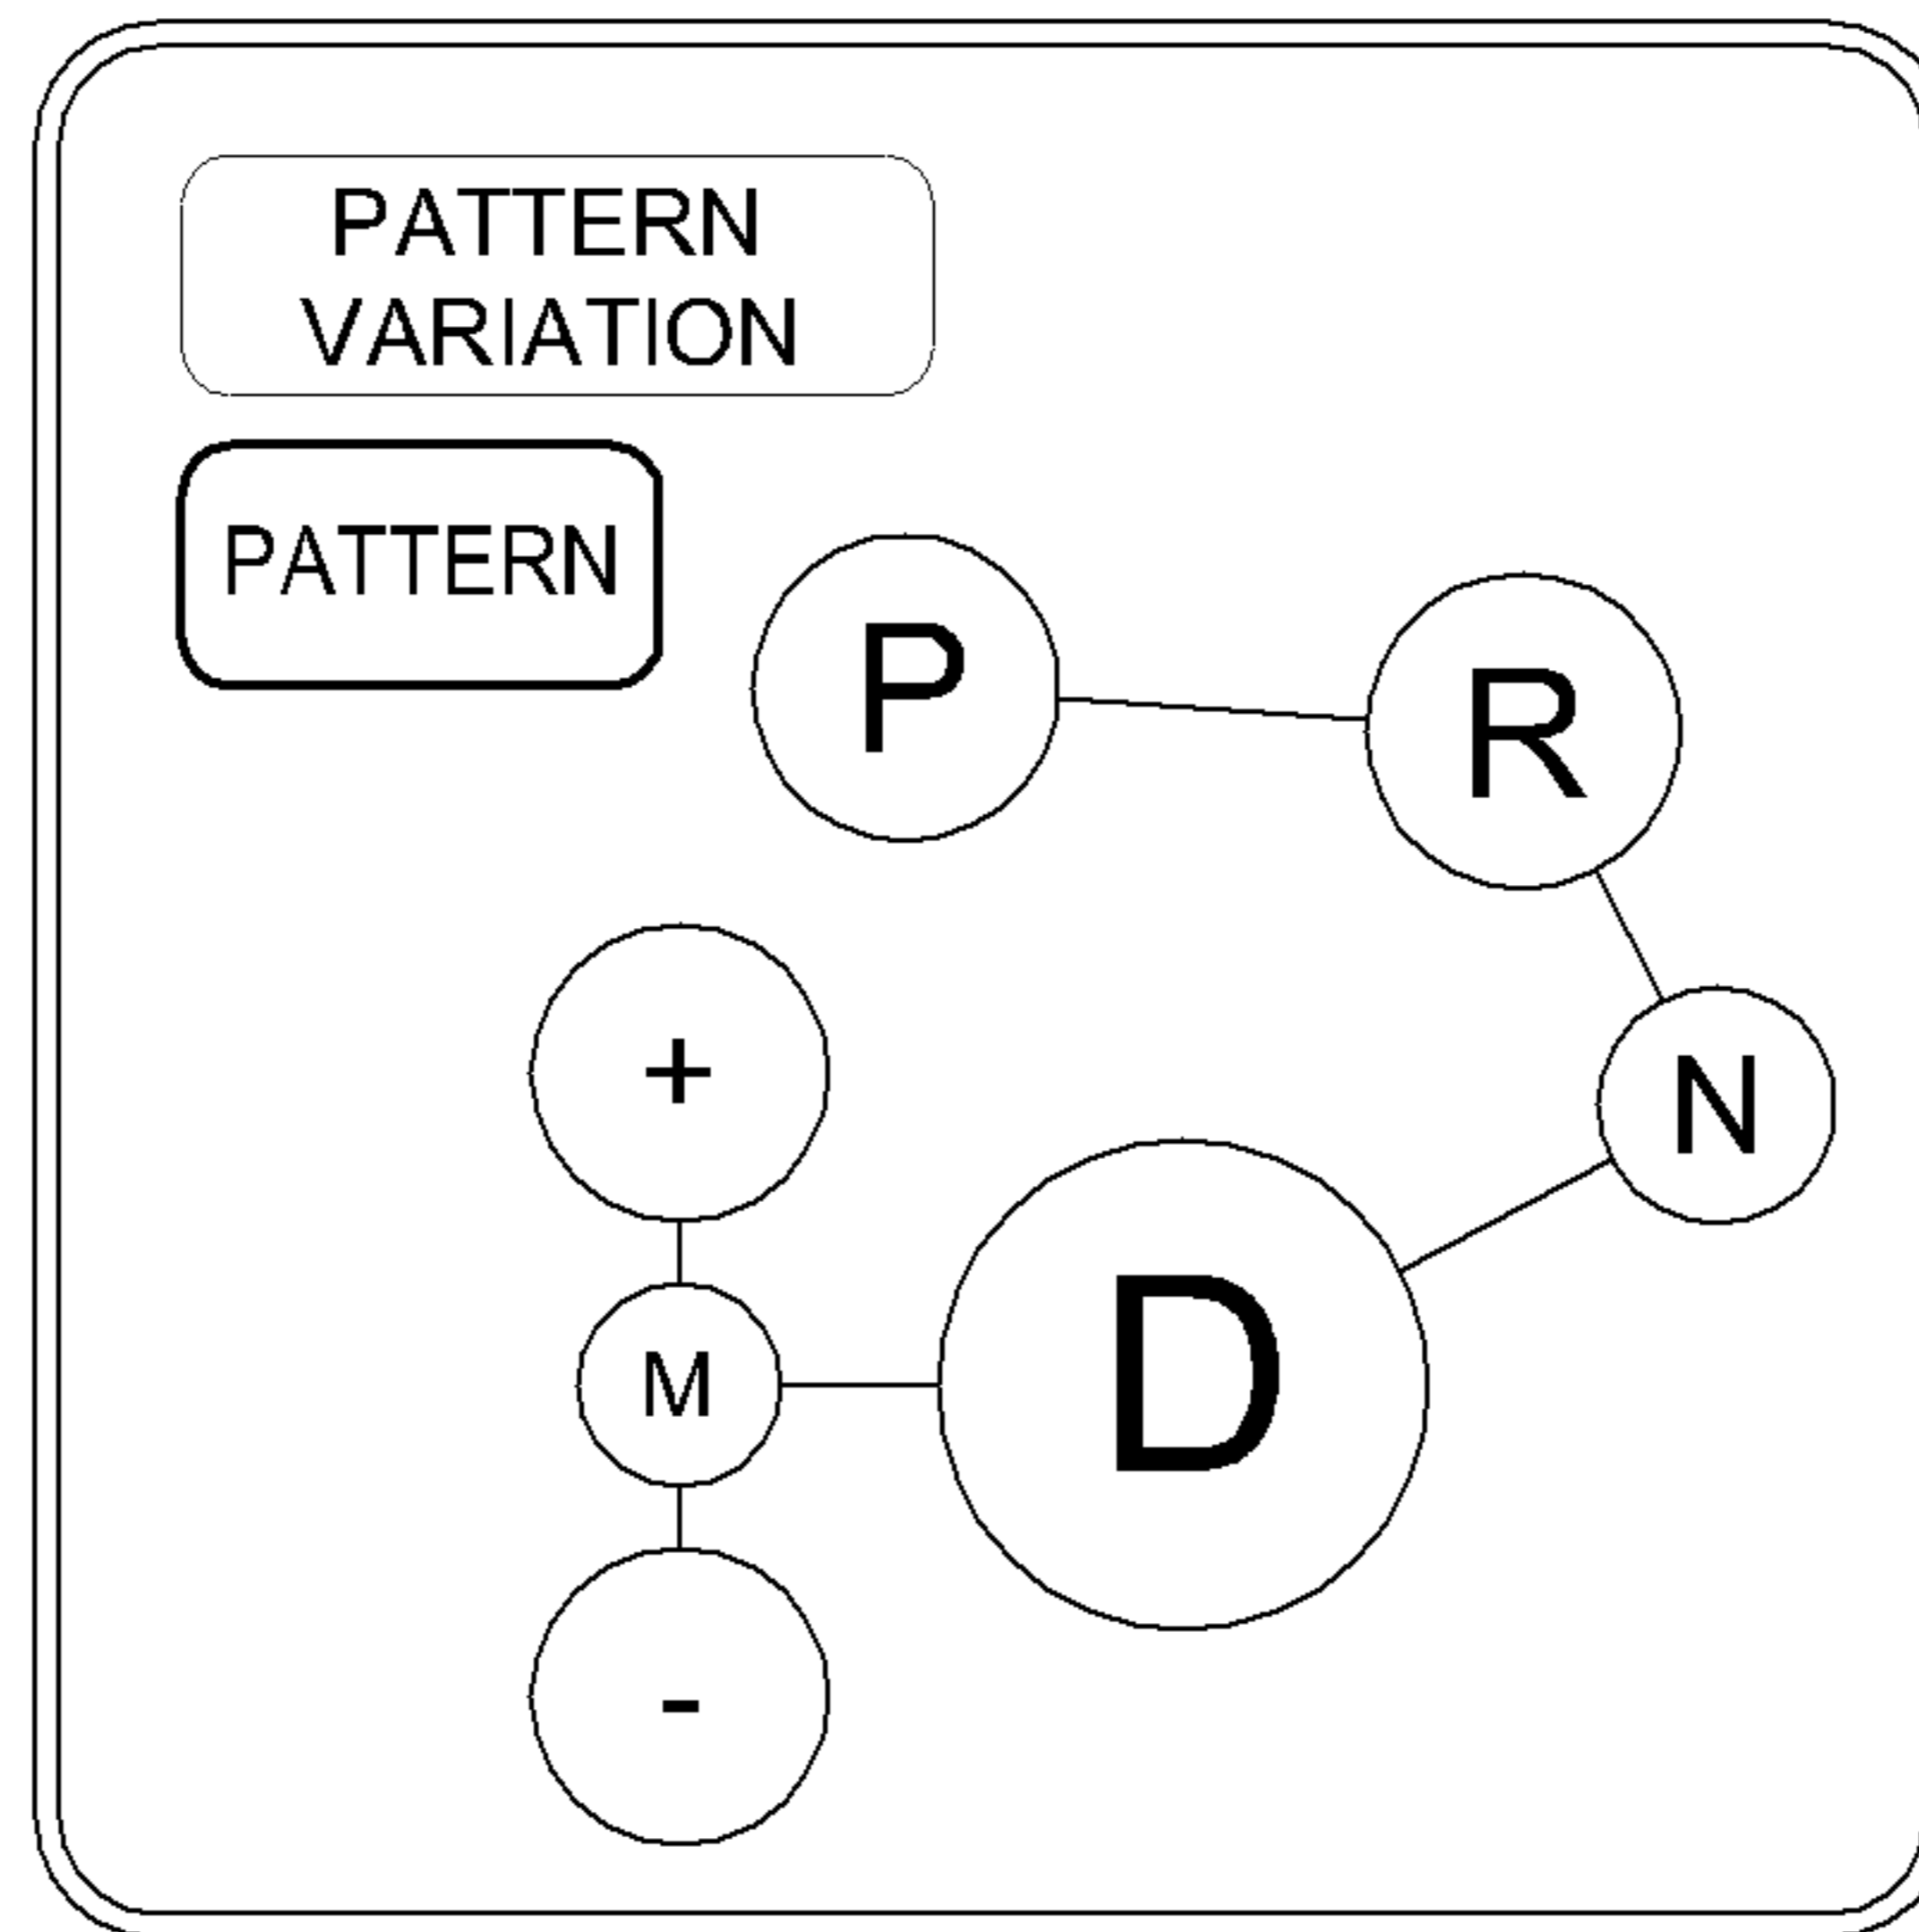 PATTERN
VARIATION
PATTERN
P
R
N
D
M
+
-